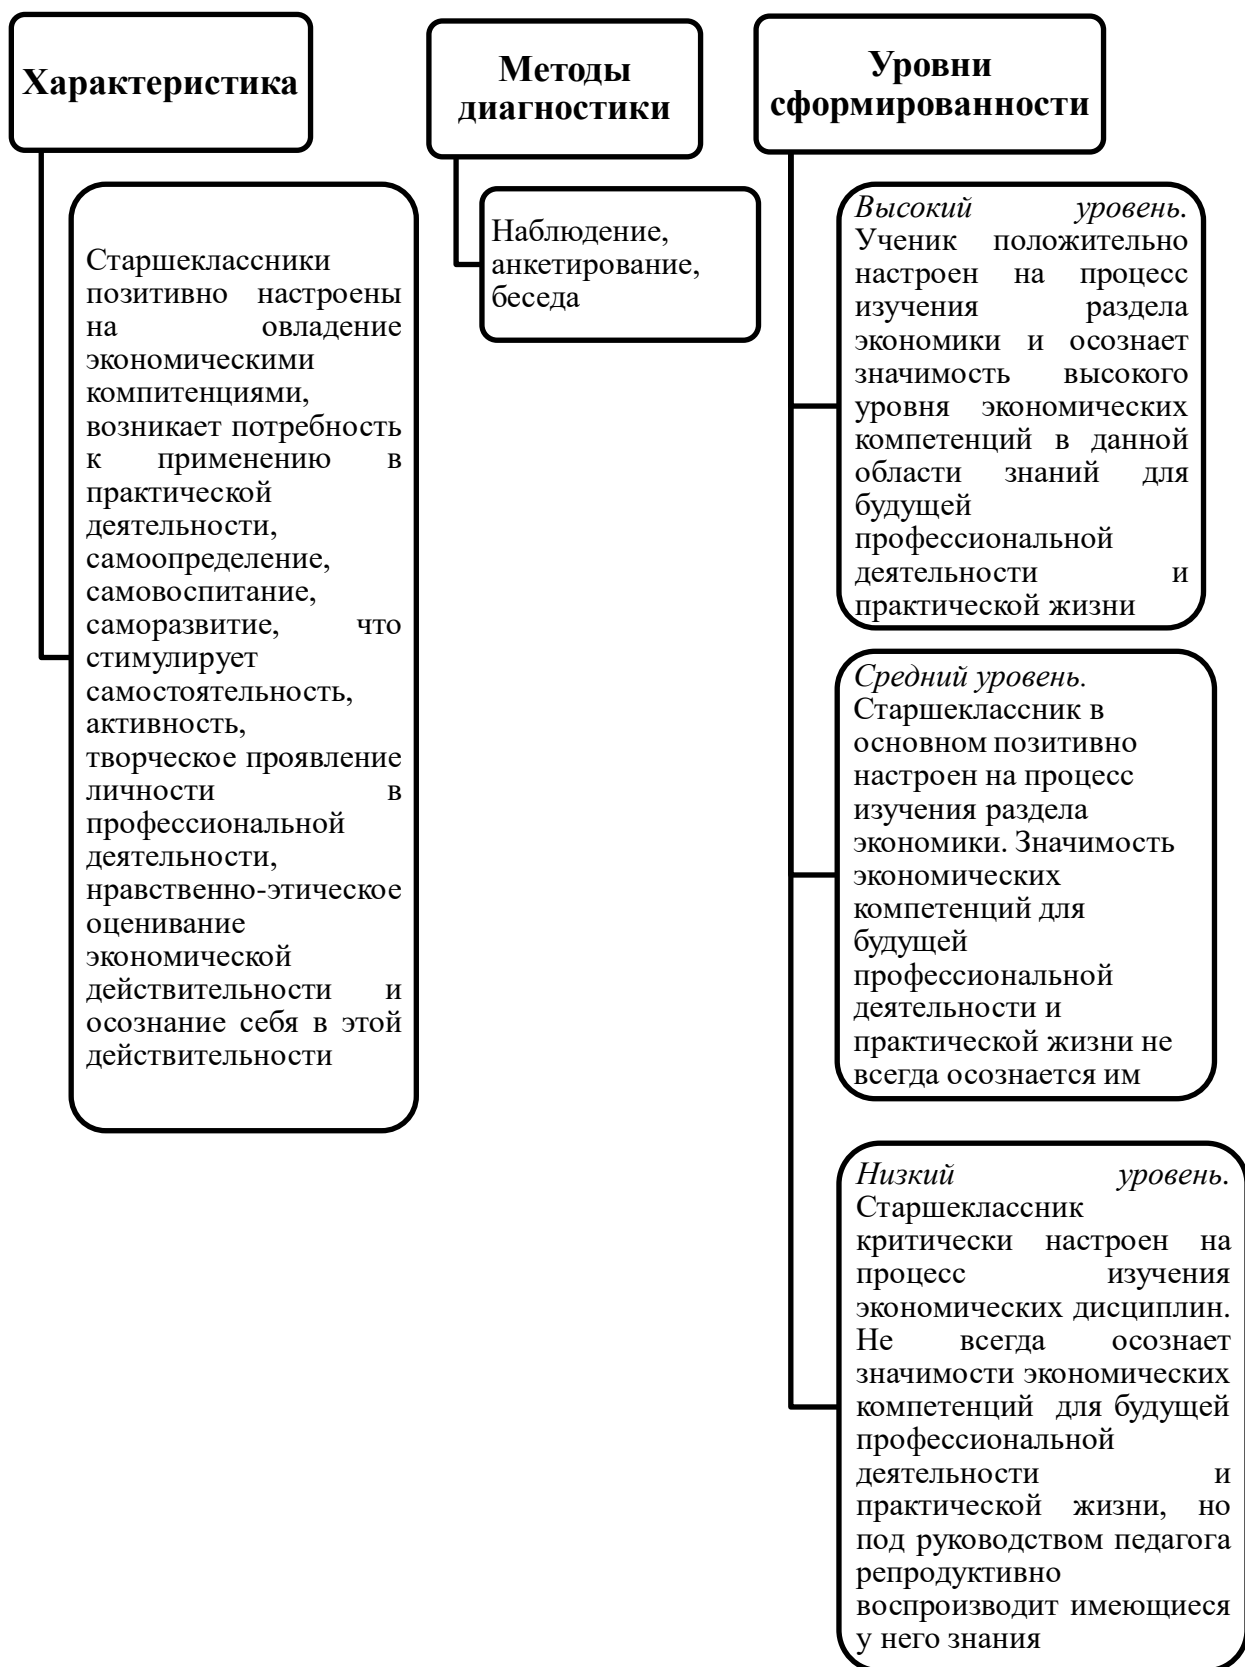 Характеристика
Старшеклассники
позитивно настроены
на овладение
экономическими
компитенциями,
возникает потребность
к применению в
практической
деятельности,
самоопределение,
самовоспитание,
саморазвитие, что
стимулирует
самостоятельность,
активность,
творческое проявление
личности в
профессиональной
деятельности,
нравственно-этическое
оценивание
экономической
действительности и
осознание себя в этой
действительности
Методы
диагностики
Наблюдение,
анкетирование,
беседа
Уровни
сформированности
Высокий уровень.
Ученик положительно
настроен на процесс
изучения раздела
экономики и осознает
значимость высокого
уровня экономических
компетенций в данной
области знаний для
будущей
профессиональной
деятельности и
практической жизни
Средний уровень.
Старшеклассник в
основном позитивно
настроен на процесс
изучения раздела
экономики. Значимость
экономических
компетенций для
будущей
профессиональной
деятельности и
практической жизни не
всегда осознается им
Низкий уровень.
Старшеклассник
критически настроен на
процесс изучения
экономических дисциплин.
Не всегда осознает
значимости экономических
компетенций для будущей
профессиональной
деятельности и
практической жизни, но
под руководством педагога
репродуктивно
воспроизводит имеющиеся
у него знания